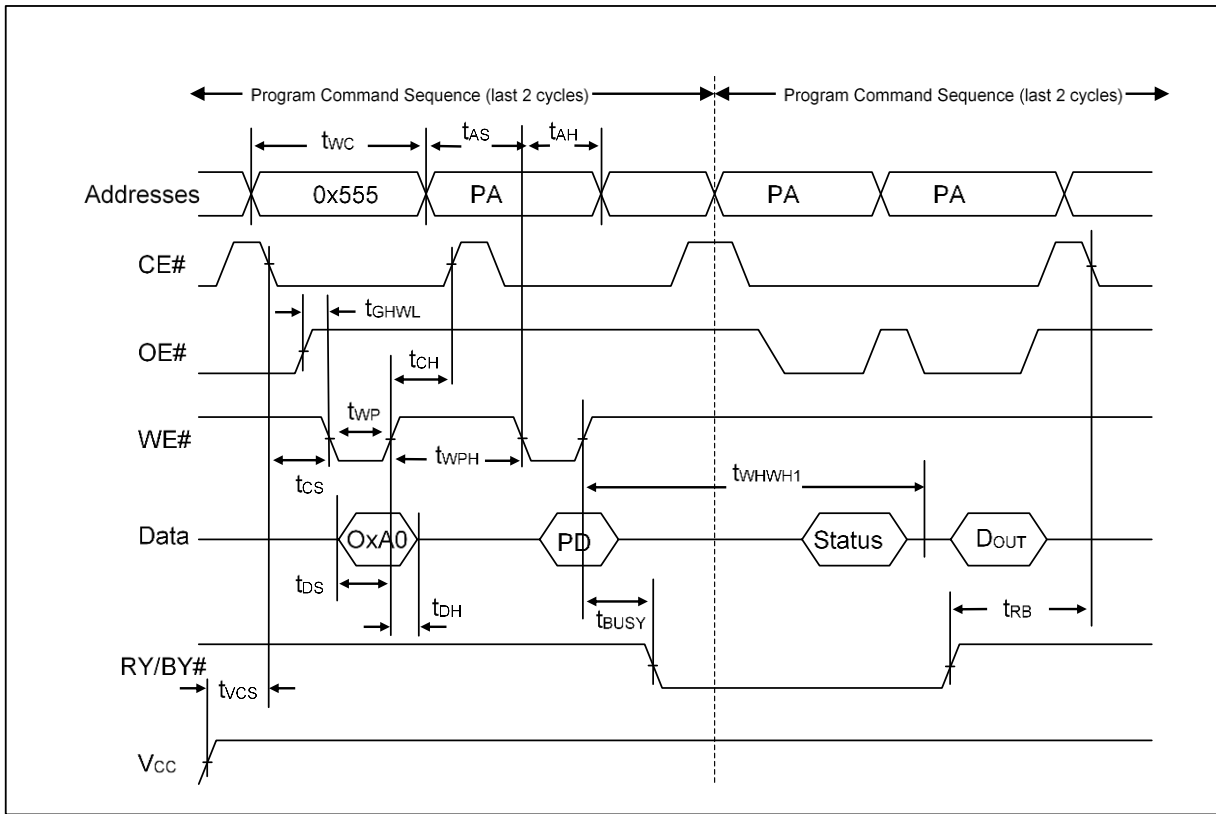 Program Command Sequence (last 2 cycles) Program Command Sequence (last 2 cycles)
tWC tAS tAH
Addresses 0x555 PA PA PA
CE#
tGHWL
OE#
tCH
tWP
WE#
tWPH
tCS tWHWH1
Data OxA0 PD Status DOUT
tDS
tDH tBUSY tRB
RY/BY#
tVCS
VCC